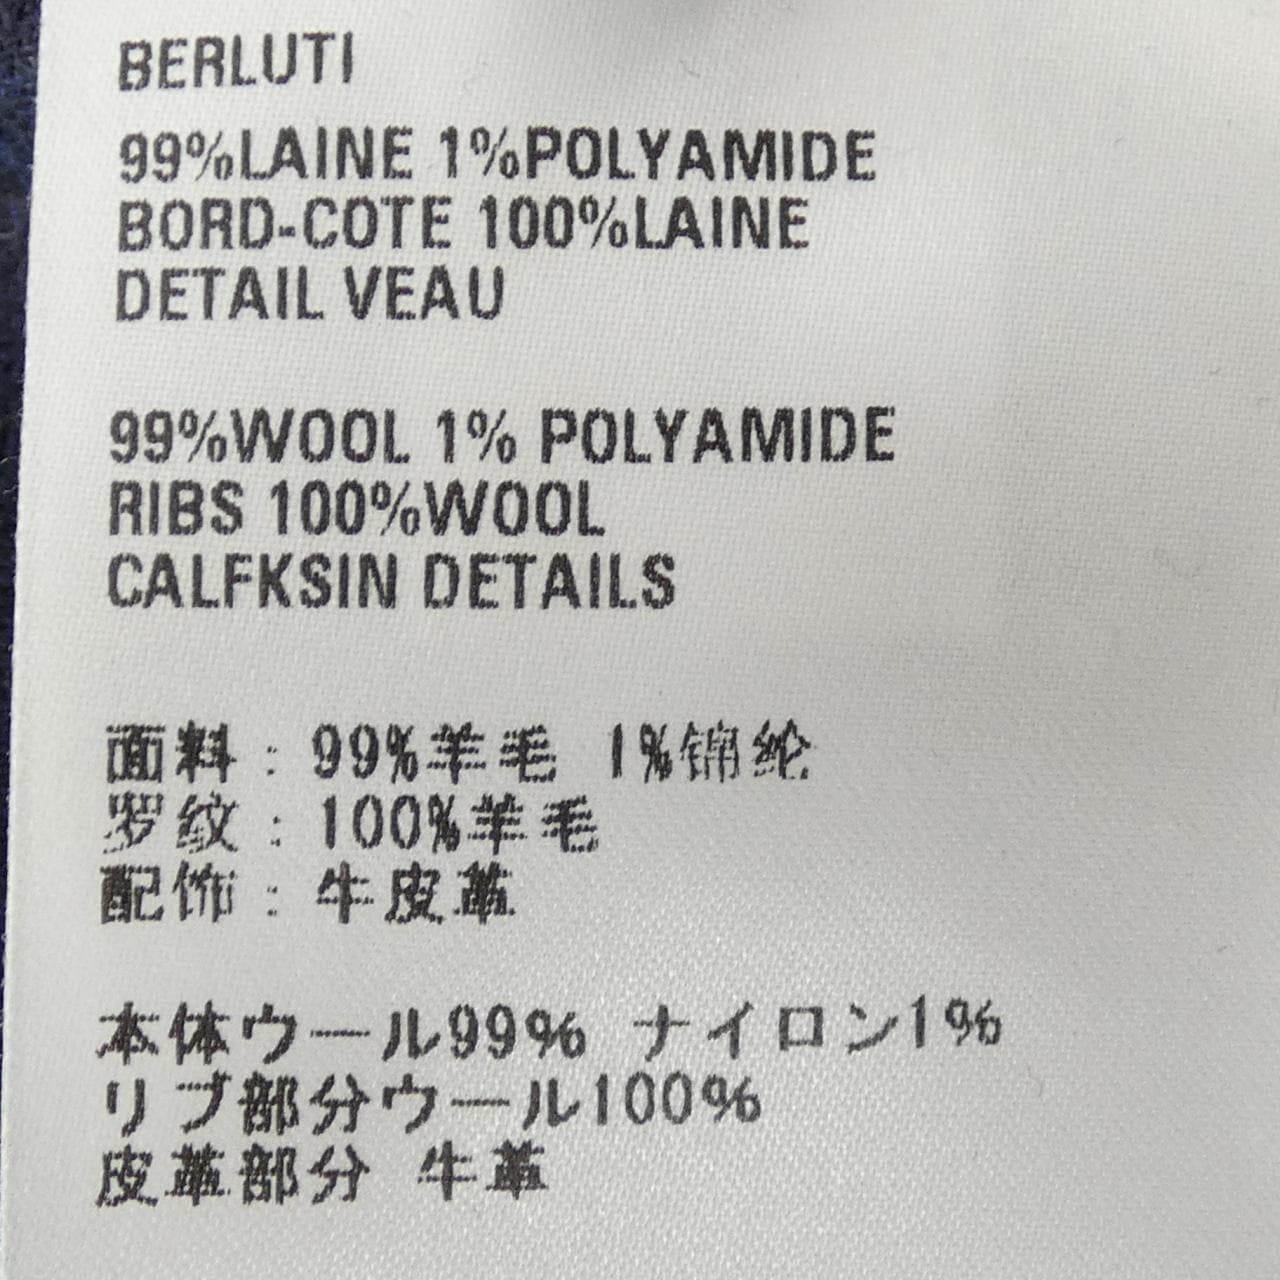 BERLUTI
99%LAINE 1%POLYAMIDE
BORD-COTE 100%LAINE
DETAIL VEAU
99%WOOL 1% POLYAMIDE
RIBS 100%WOOL
CALFKSIN DETAILS
面料:99%羊毛 1%锦纶
罗纹:100%羊毛
配饰:牛皮革
本体ウール99% ナイロン1%
リブ部分ウール100%
皮革部分 牛革